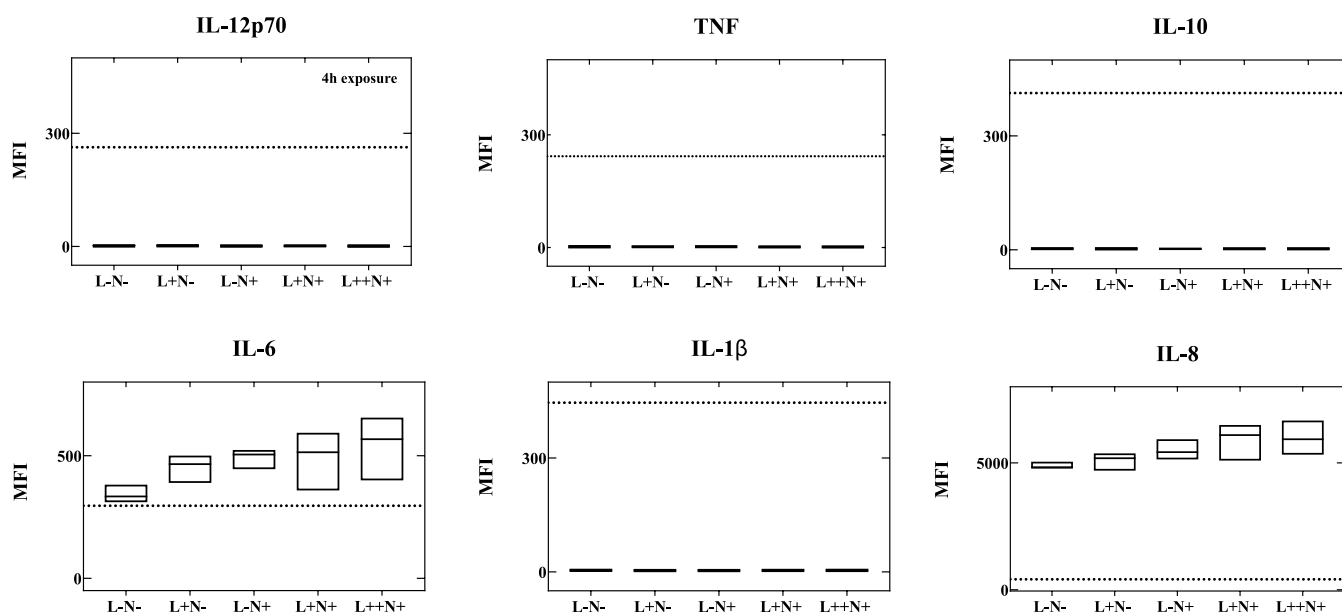 IL-12p70
TNF
IL-10
4h exposure
MFI
300
0
L-N-
L+N-
L-N+
L+N+
L++N+
MFI
300
0
L-N-
L+N-
L-N+
L+N+
L++N+
MFI
300
0
L-N-
L+N-
L-N+
L+N+
L++N+
IL-6
IL-1β
IL-8
MFI
500
0
L-N-
L+N-
L-N+
L+N+
L++N+
MFI
300
0
L-N-
L+N-
L-N+
L+N+
L++N+
MFI
5000
0
L-N-
L+N-
L-N+
L+N+
L++N+